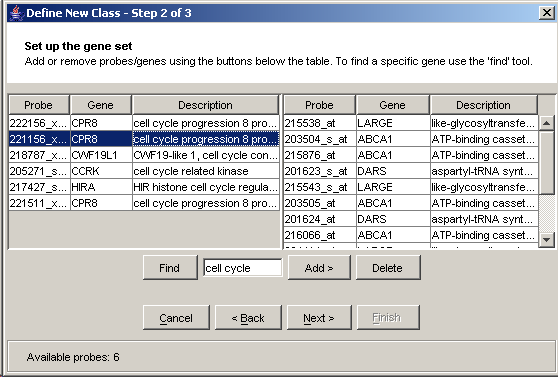 Define New Class - Step 2 of 3
Set up the gene set
Add or remove probes/genes using the buttons below the table. To find a specific gene use the 'find' tool.
Probe Gene Description Probe Gene Description
222156_x... CPR8 cell cycle progression 8 pro... 215538_at LARGE like-glycosyltransfe...
221156_x... CPR8 cell cycle progression 8 pro... 203504_s_at ABCA1 ATP-binding casset...
218787_x... CWF19L1 CWF19-like 1, cell cycle con... 215876_at ABCA1 ATP-binding casset...
205271_s... CCRK cell cycle related kinase 201623_s_at DARS aspartyl-tRNA synt...
217427_s... HIRA HIR histone cell cycle regula... 215543_s_at LARGE like-glycosyltransfe...
221511_x... CPR8 cell cycle progression 8 pro... 203505_at ABCA1 ATP-binding casset...
201624_at DARS aspartyl-tRNA synt...
216066_at ABCA1 ATP-binding casset...
Find cell cycle Add > Delete
Cancel < Back Next > Finish
Available probes: 6